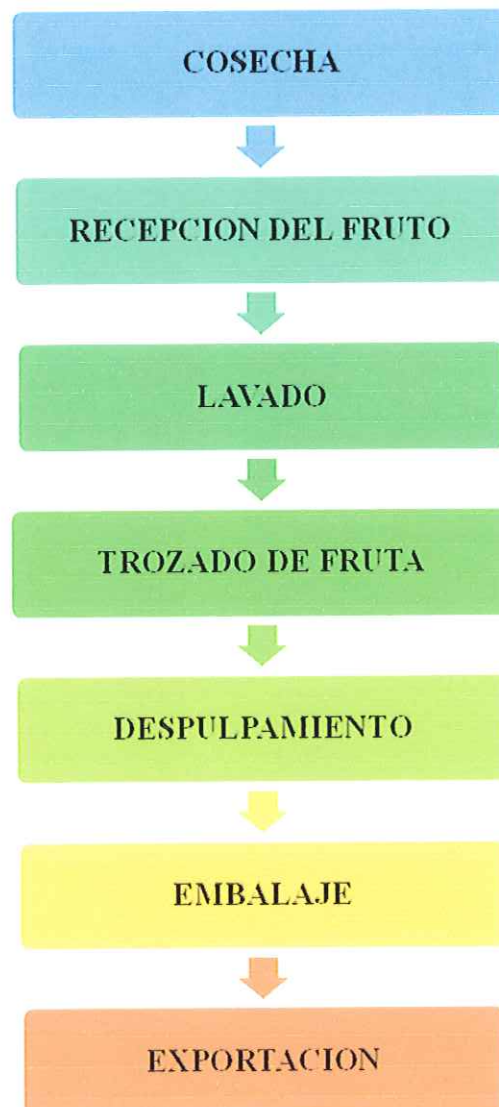 COSECHA
RECEPCION DEL FRUTO
LAVADO
TROZADO DE FRUTA
DESPULPAMIENTO
EMBALAJE
EXPORTACION